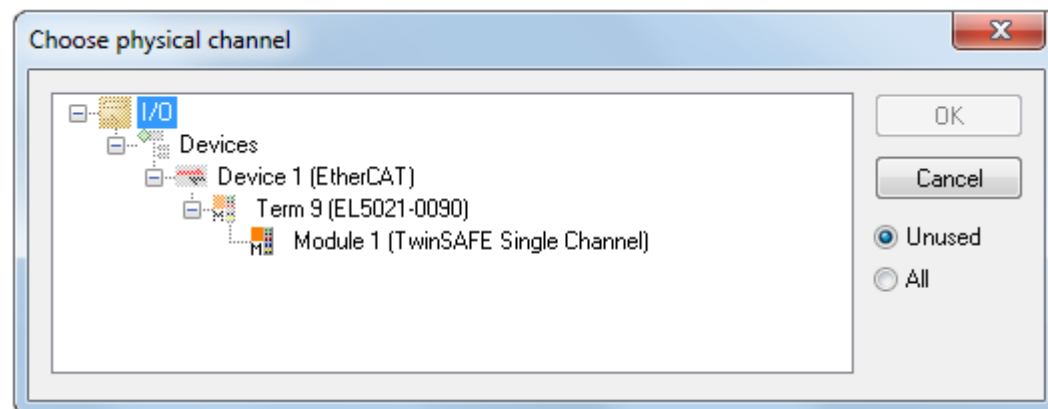 Choose physical channel
I/O
Devices
Device 1 (EtherCAT)
Term 9 (EL5021-0090)
Module 1 (TwinSAFE Single Channel)
OK
Cancel
Unused
All